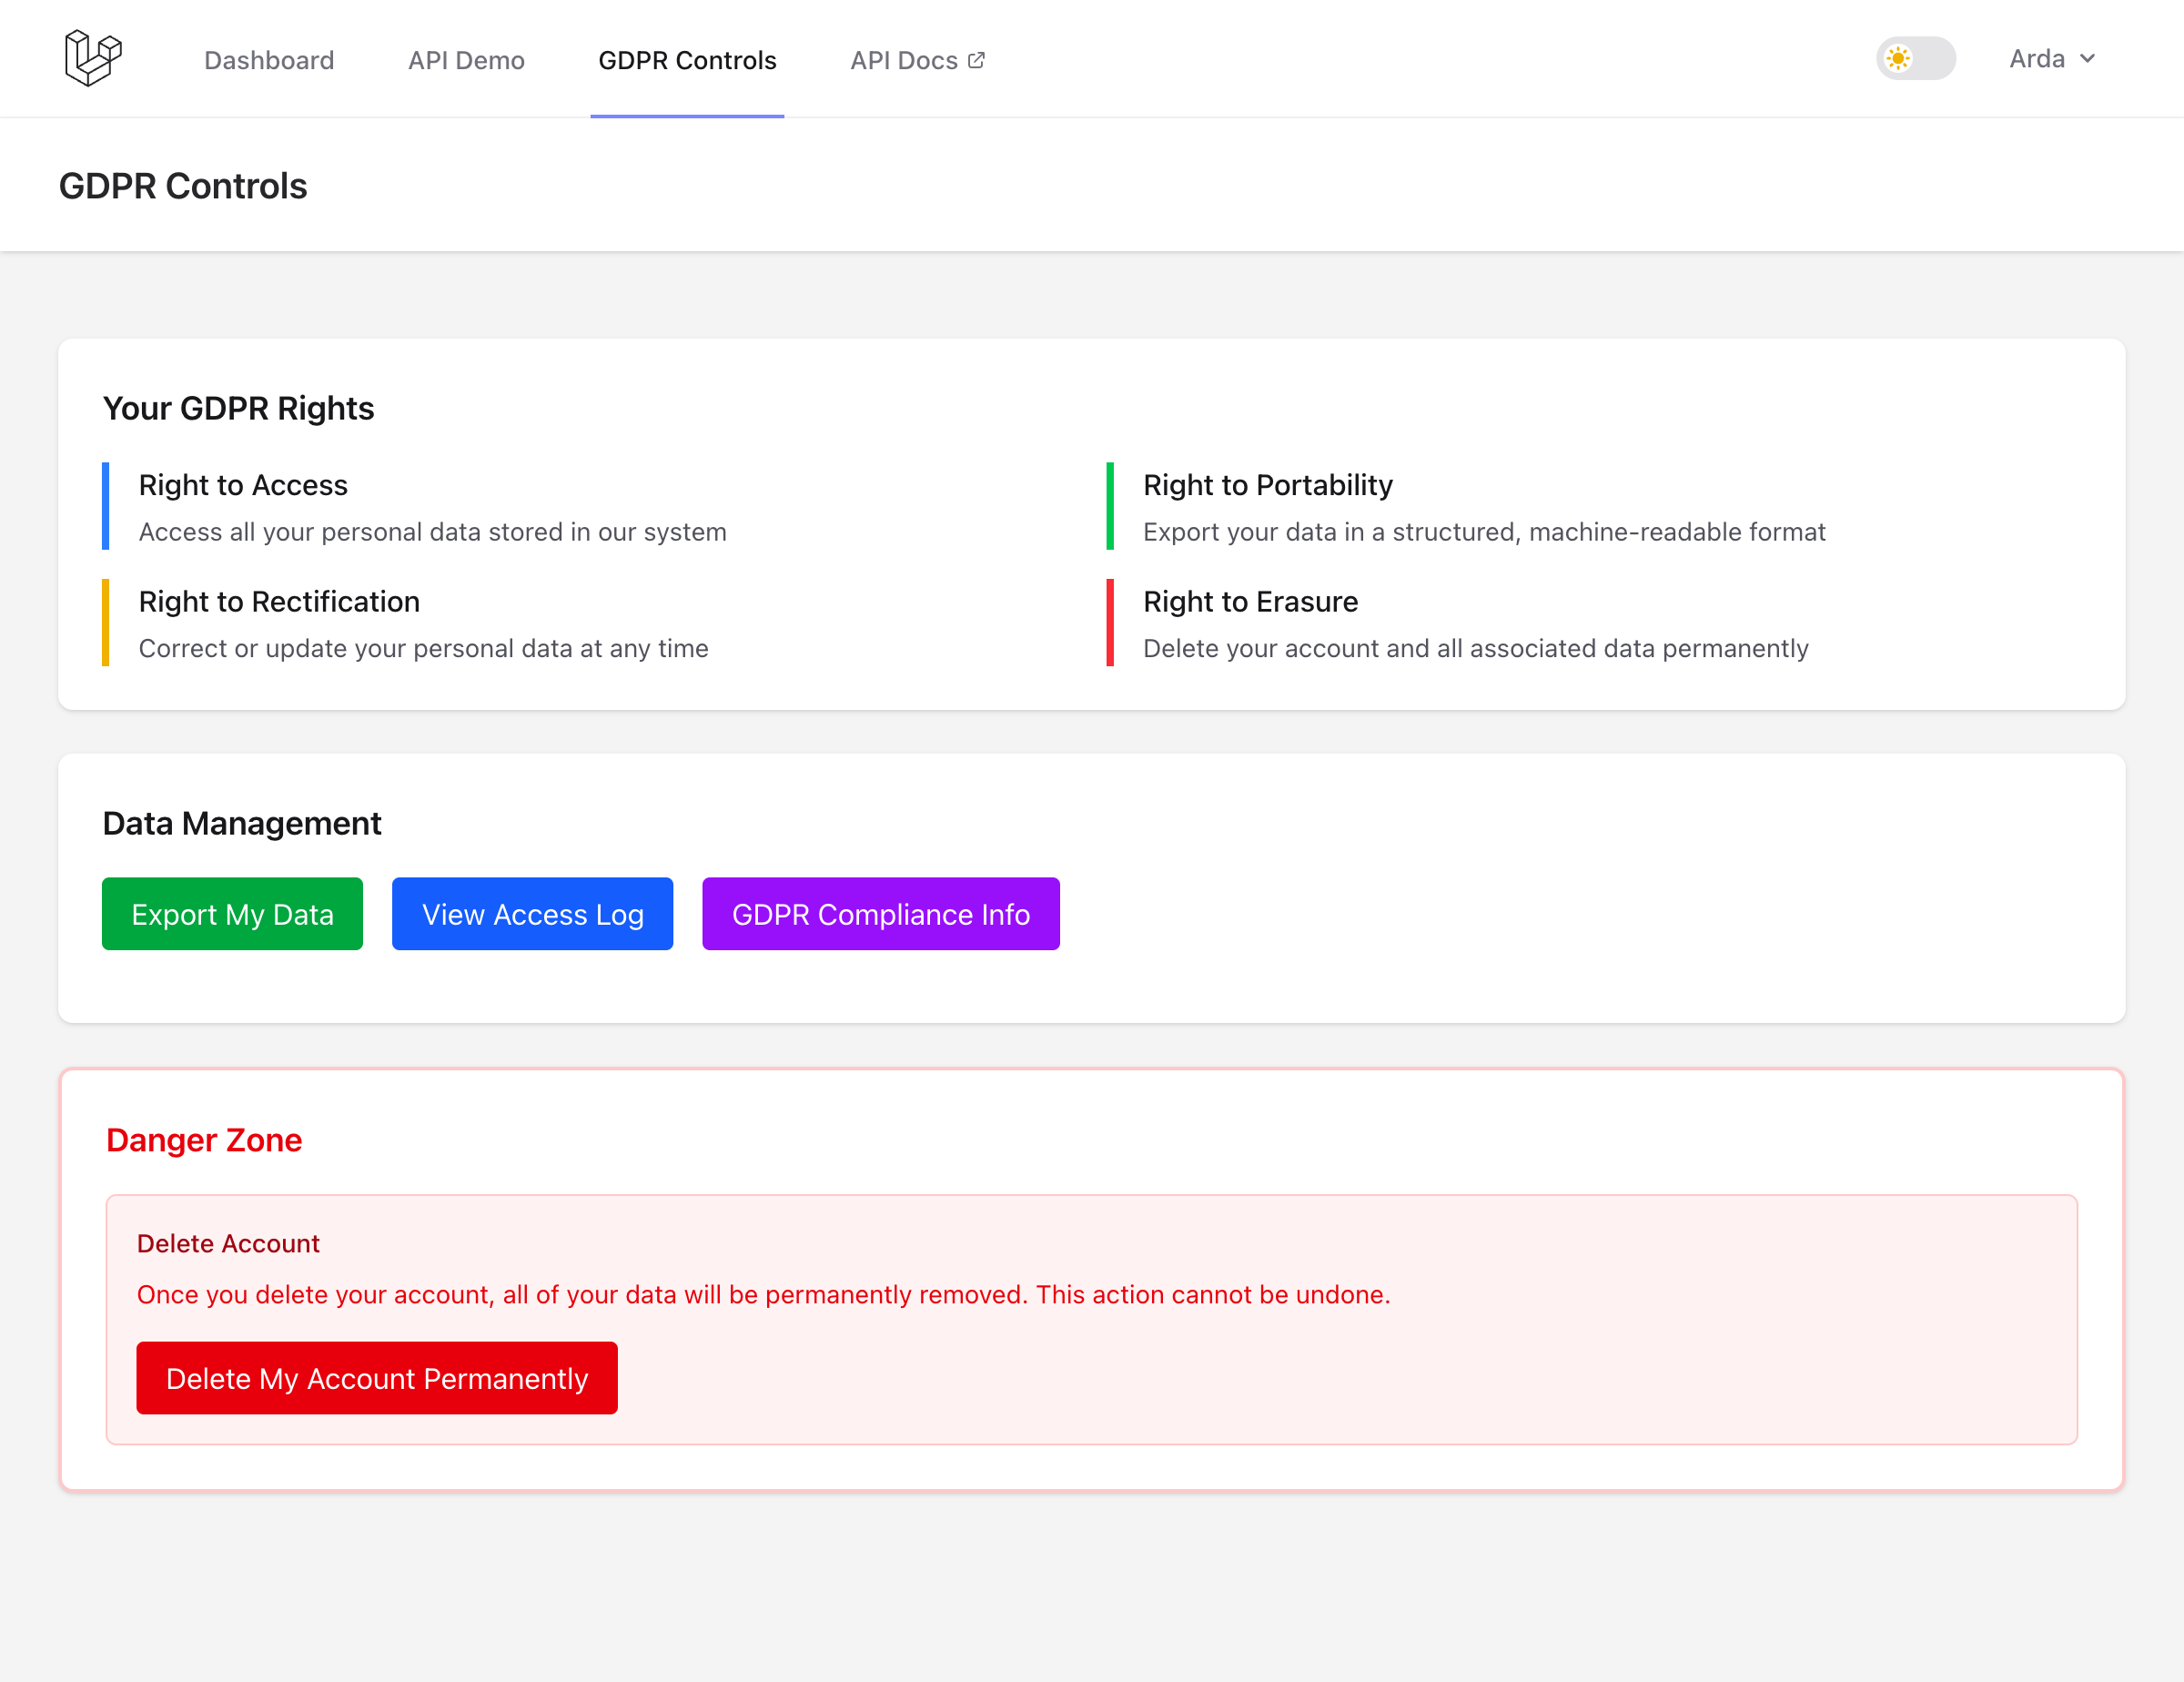 Dashboard
API Demo
GDPR Controls
API Docs
Arda
GDPR Controls
Your GDPR Rights
Right to Access
Access all your personal data stored in our system
Right to Portability
Export your data in a structured, machine-readable format
Right to Rectification
Correct or update your personal data at any time
Right to Erasure
Delete your account and all associated data permanently
Data Management
Export My Data
View Access Log
GDPR Compliance Info
Danger Zone
Delete Account
Once you delete your account, all of your data will be permanently removed. This action cannot be undone.
Delete My Account Permanently